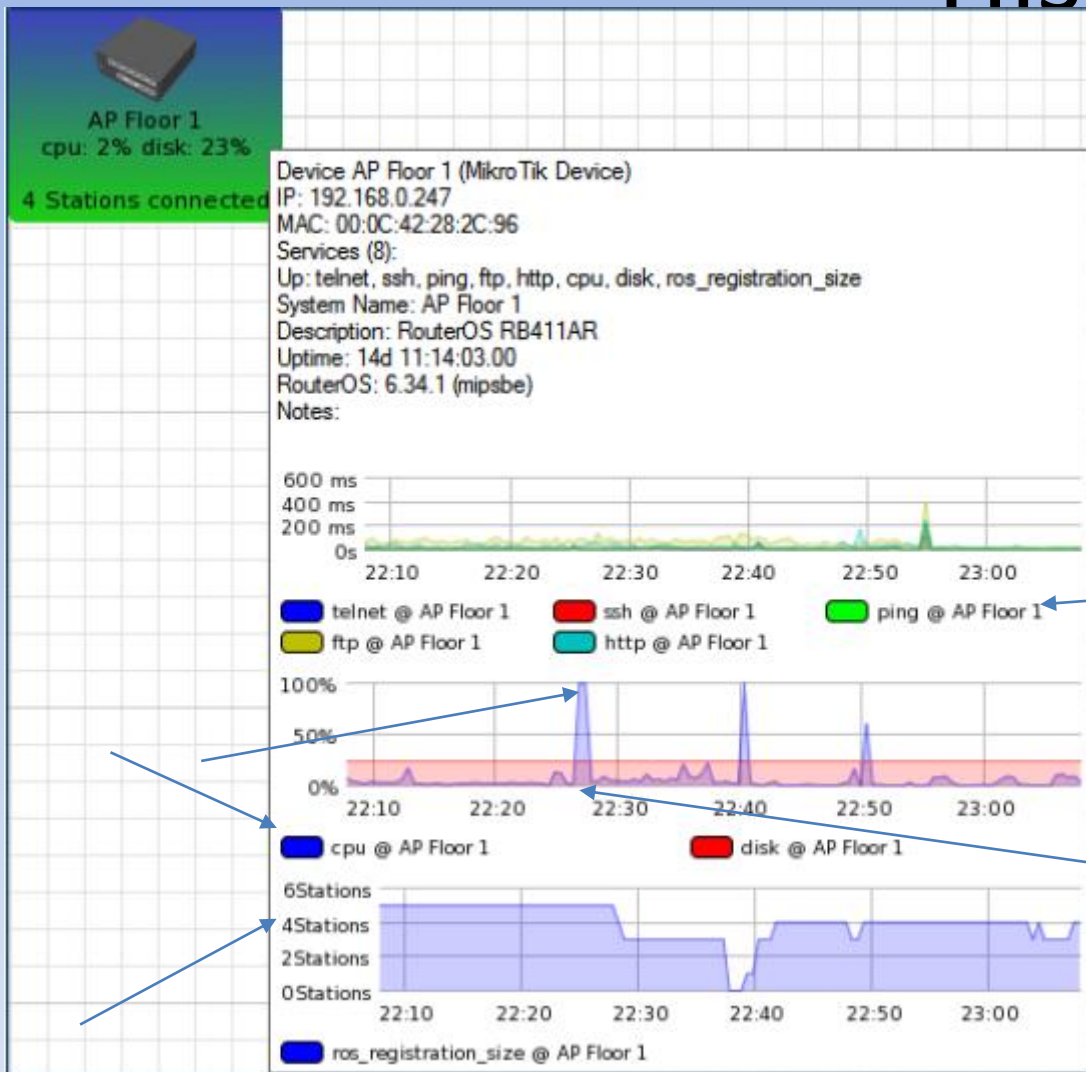 AP Floor 1
cpu: 2% disk: 23%
4 Stations connected
Device AP Floor 1 (MikroTik Device)
IP: 192.168.0.247
MAC: 00:0C:42:28:2C:96
Services (8):
Up: telnet, ssh, ping, ftp, http, cpu, disk, ros_registration_size
System Name: AP Floor 1
Description: RouterOS RB411AR
Uptime: 14d 11:14:03.00
RouterOS: 6.34.1 (mipsbe)
Notes:
600 ms
400 ms
200 ms
0s
22:10 22:20 22:30 22:40 22:50 23:00
telnet @ AP Floor 1 ssh @ AP Floor 1 ping @ AP Floor 1
ftp @ AP Floor 1 http @ AP Floor 1
100%
50%
0%
22:10 22:20 22:30 22:40 22:50 23:00
cpu @ AP Floor 1 disk @ AP Floor 1
6Stations
4Stations
2Stations
0Stations
22:10 22:20 22:30 22:40 22:50 23:00
ros_registration_size @ AP Floor 1